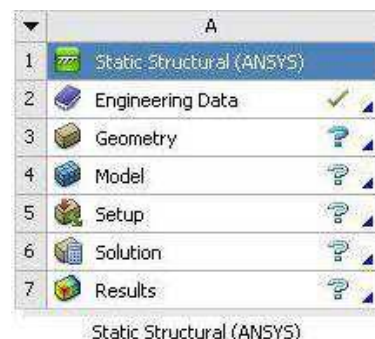 A
1 Static Structural (ANSYS)
2 Engineering Data
3 Geometry ?
4 Model ?
5 Setup ?
6 Solution ?
7 Results ?
Static Structural (ANSYS)